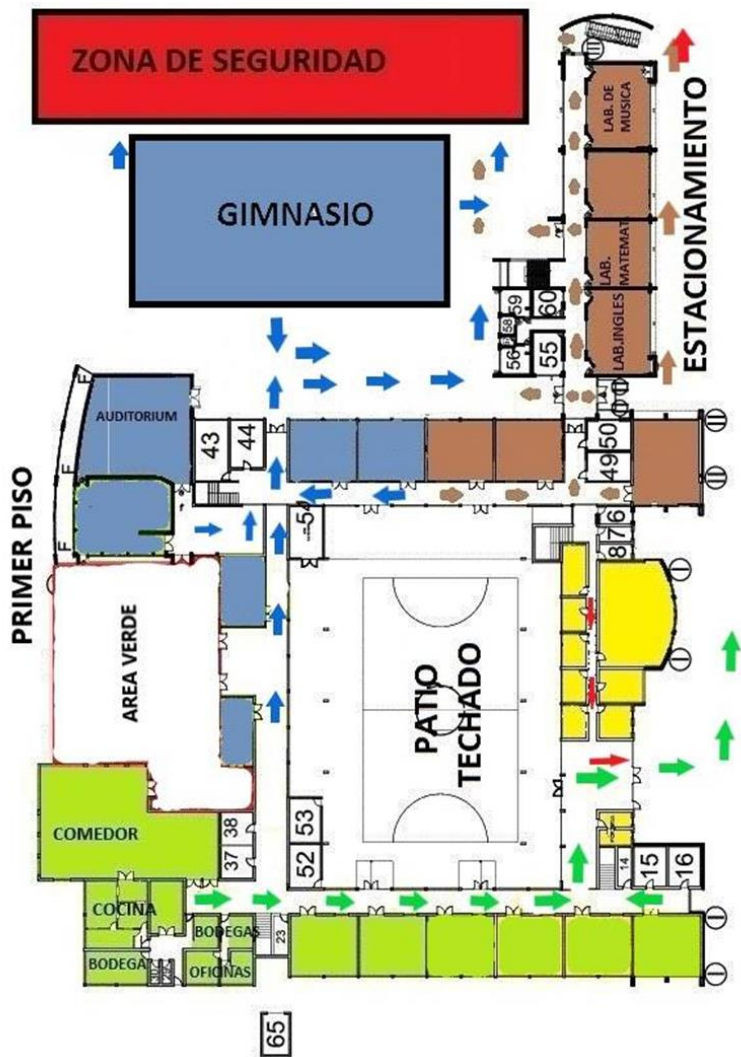 ZONA DE SEGURIDAD
GIMNASIO
LAB. DE
MUSICA
LAB.
MATEMAT
LAB.INGLES
ESTACIONAMIENTO
59
60
58
56
55
PRIMER PISO
F
AUDITORIUM
F
F
43
44
50
49
54
6
7
8
AREA VERDE
PATIO
TECHADO
COMEDOR
38
37
53
52
14
15
16
COCINA
BODEGAS
BODEGA
OFICINAS
23
65